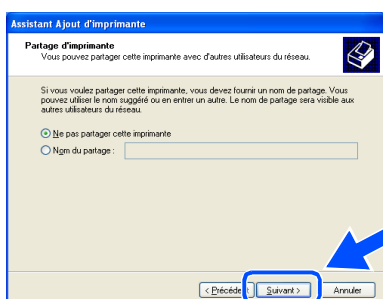 Assistant Ajout d'imprimante
Partage d'imprimante
Vous pouvez partager cette imprimante avec d'autres utilisateurs du réseau.
Si vous voulez partager cette imprimante, vous devez fournir un nom de partage. Vous
pouvez utiliser le nom suggéré ou en entrer un autre. Le nom de partage sera visible aux
autres utilisateurs du réseau.
Ne pas partager cette imprimante
Nom du partage :
< Précédent Suivant > Annuler